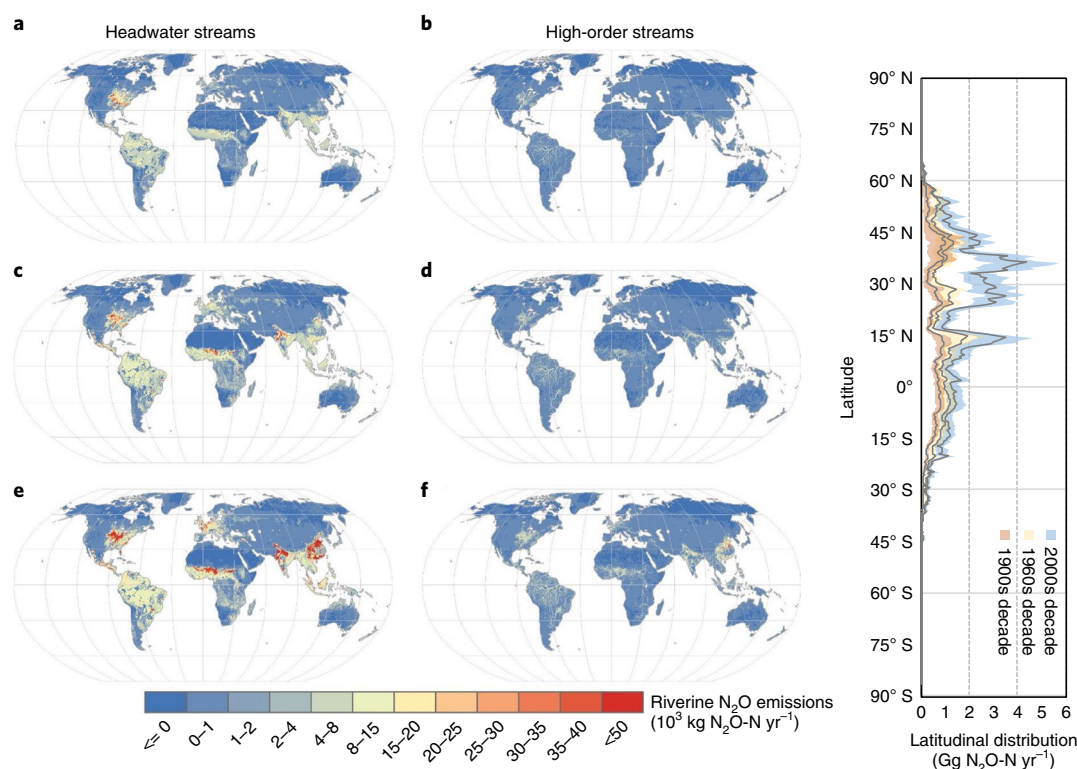 a
Headwater streams
b
High-order streams
c
d
e
f
<= 0
0–1
1–2
2–4
4–8
8–15
15–20
20–25
25–30
30–35
35–40
<50
Riverine N₂O emissions
(10³ kg N₂O-N yr⁻¹)
90° N
75° N
60° N
45° N
30° N
15° N
0°
15° S
30° S
45° S
60° S
75° S
90° S
Latitude
2000s decade
1960s decade
1900s decade
0 1 2 3 4 5 6
Latitudinal distribution
(Gg N₂O-N yr⁻¹)